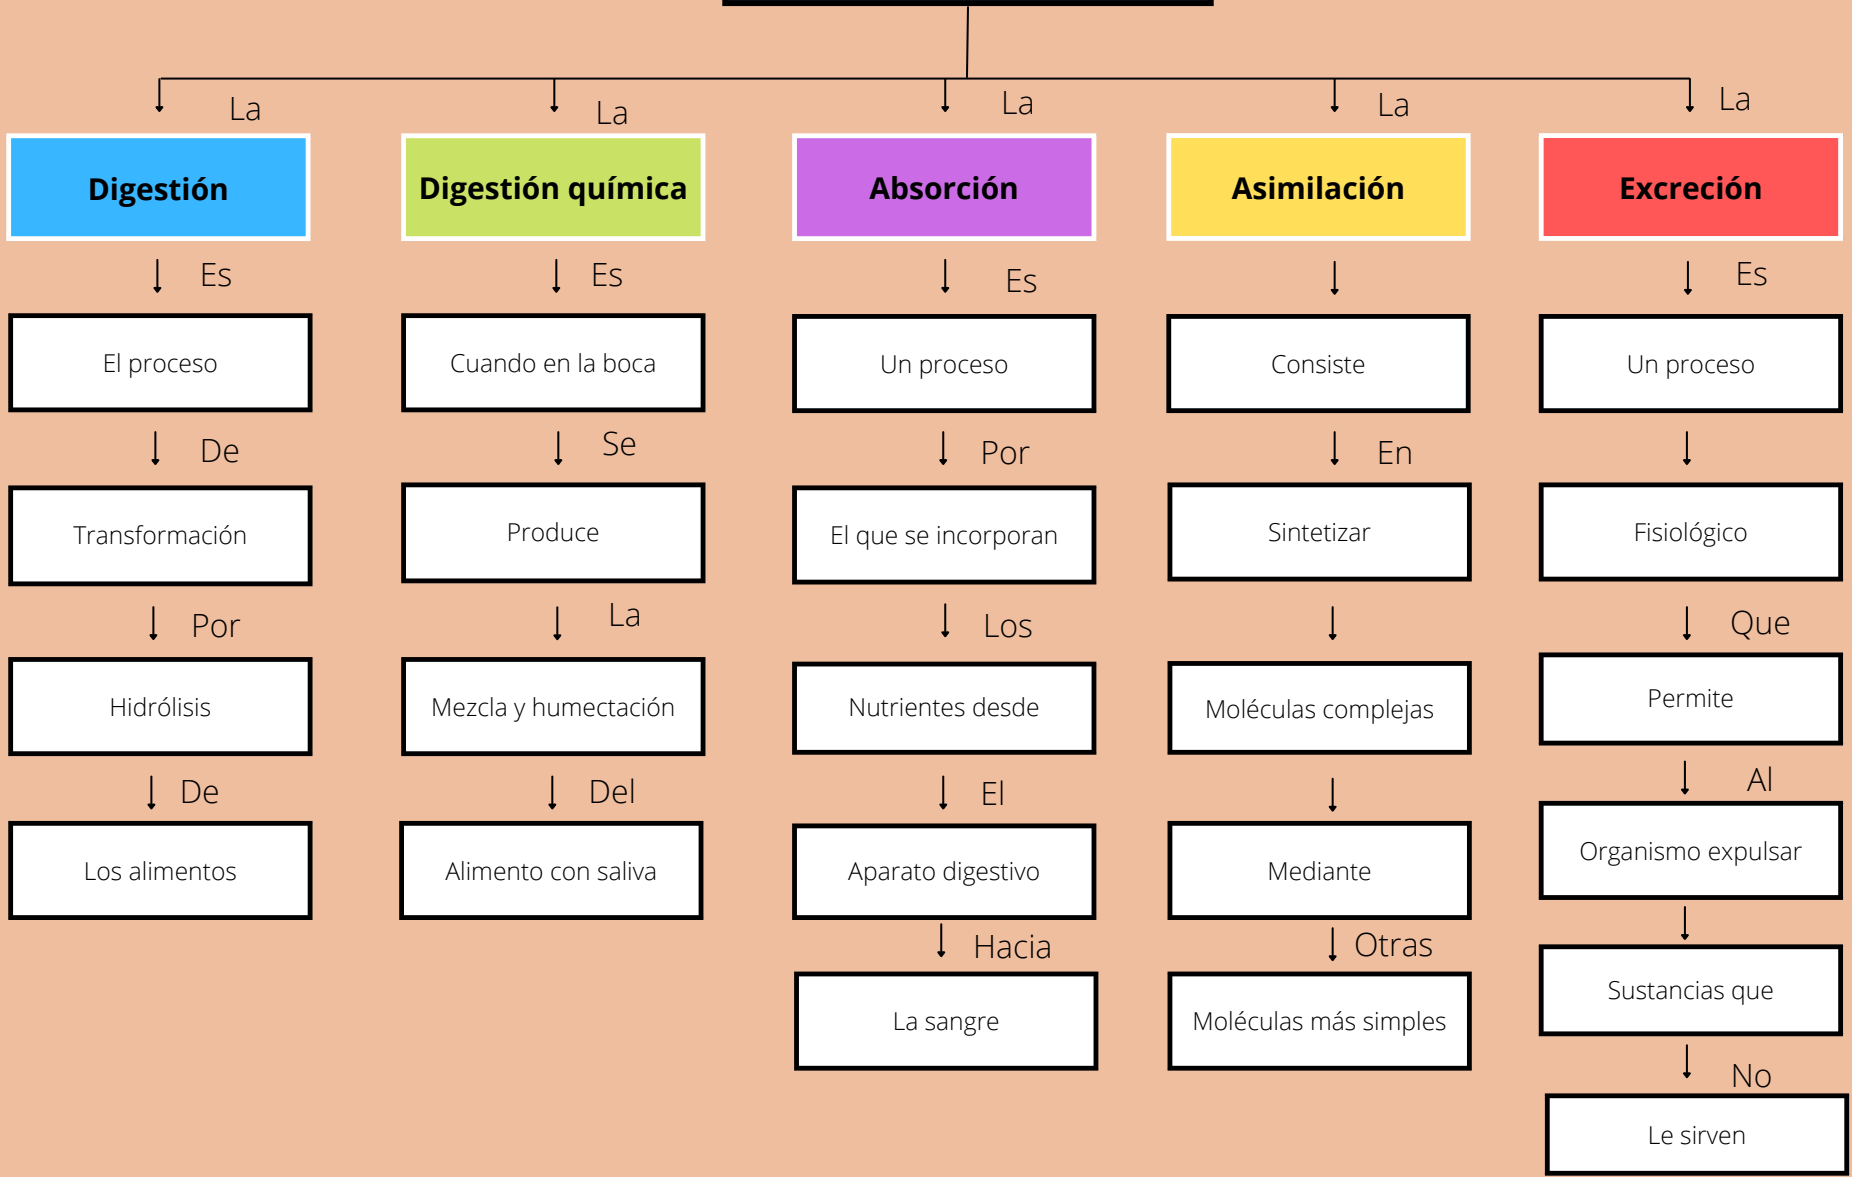 La
La
La
La
La
Digestión
Digestión química
Absorción
Asimilación
Excreción
Es
Es
Es
Es
El proceso
Cuando en la boca
Un proceso
Consiste
Un proceso
De
Se
Por
En
Transformación
Produce
El que se incorporan
Sintetizar
Fisiológico
Por
La
Los
Que
Hidrólisis
Mezcla y humectación
Nutrientes desde
Moléculas complejas
Permite
De
Del
El
Al
Los alimentos
Alimento con saliva
Aparato digestivo
Mediante
Organismo expulsar
Hacia
Otras
La sangre
Moléculas más simples
Sustancias que
No
Le sirven